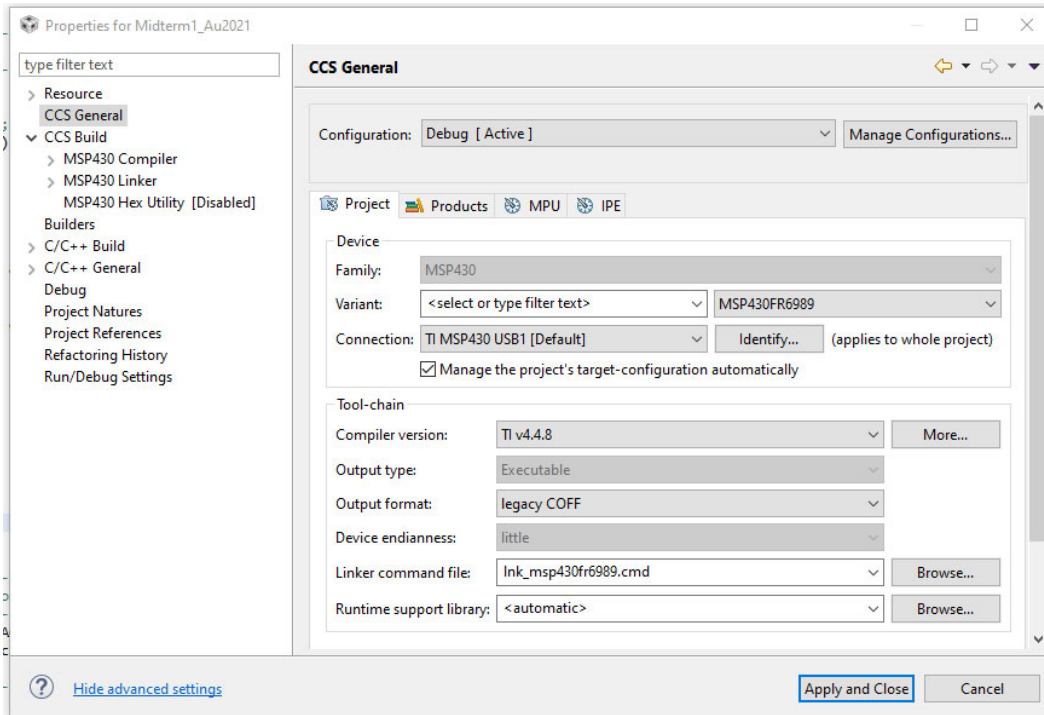 Properties for Midterm1_Au2021
type filter text
Resource
CCS General
CCS Build
MSP430 Compiler
MSP430 Linker
MSP430 Hex Utility [Disabled]
Builders
C/C++ Build
C/C++ General
Debug
Project Natures
Project References
Refactoring History
Run/Debug Settings
CCS General
Configuration: Debug [ Active ] Manage Configurations...
Project Products MPU IPE
Device
Family: MSP430
Variant: <select or type filter text> MSP430FR6989
Connection: TI MSP430 USB1 [Default] Identify... (applies to whole project)
Manage the project's target-configuration automatically
Tool-chain
Compiler version: TI v4.4.8 More...
Output type: Executable
Output format: legacy COFF
Device endianness: little
Linker command file: lnk_msp430fr6989.cmd Browse...
Runtime support library: <automatic> Browse...
Hide advanced settings Apply and Close Cancel